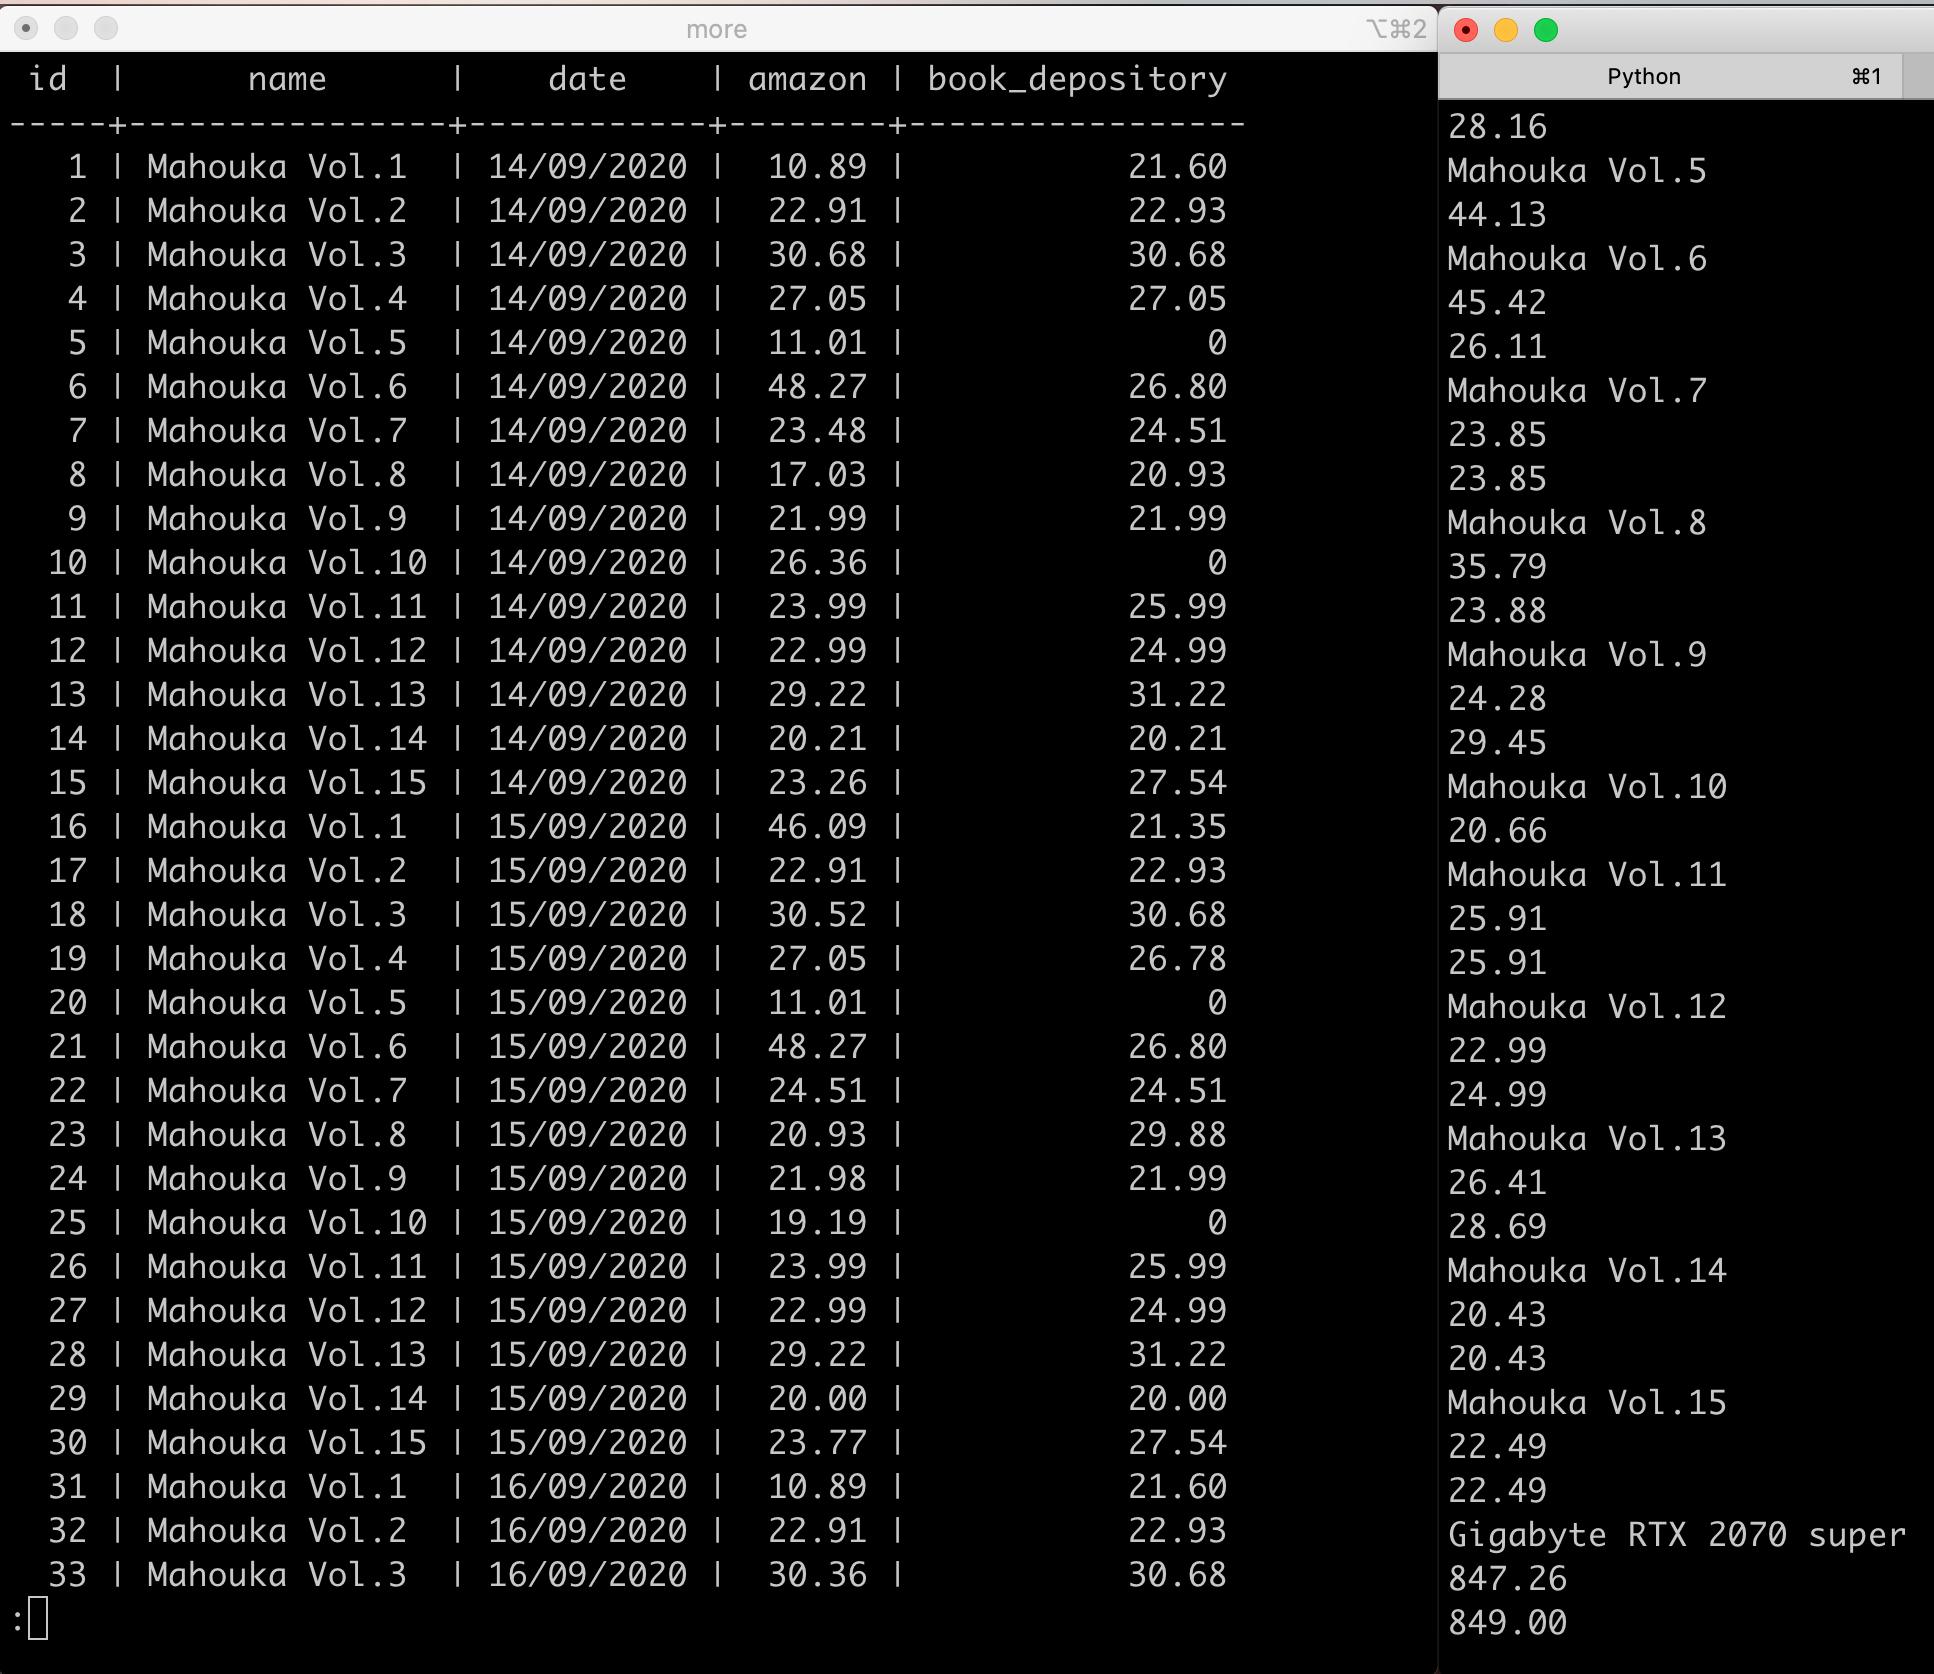 more ⌥⌘2
id | name | date | amazon | book_depository
-----+----------------+------------+--------+-----------------
1 | Mahouka Vol.1 | 14/09/2020 | 10.89 | 21.60
2 | Mahouka Vol.2 | 14/09/2020 | 22.91 | 22.93
3 | Mahouka Vol.3 | 14/09/2020 | 30.68 | 30.68
4 | Mahouka Vol.4 | 14/09/2020 | 27.05 | 27.05
5 | Mahouka Vol.5 | 14/09/2020 | 11.01 | 0
6 | Mahouka Vol.6 | 14/09/2020 | 48.27 | 26.80
7 | Mahouka Vol.7 | 14/09/2020 | 23.48 | 24.51
8 | Mahouka Vol.8 | 14/09/2020 | 17.03 | 20.93
9 | Mahouka Vol.9 | 14/09/2020 | 21.99 | 21.99
10 | Mahouka Vol.10 | 14/09/2020 | 26.36 | 0
11 | Mahouka Vol.11 | 14/09/2020 | 23.99 | 25.99
12 | Mahouka Vol.12 | 14/09/2020 | 22.99 | 24.99
13 | Mahouka Vol.13 | 14/09/2020 | 29.22 | 31.22
14 | Mahouka Vol.14 | 14/09/2020 | 20.21 | 20.21
15 | Mahouka Vol.15 | 14/09/2020 | 23.26 | 27.54
16 | Mahouka Vol.1 | 15/09/2020 | 46.09 | 21.35
17 | Mahouka Vol.2 | 15/09/2020 | 22.91 | 22.93
18 | Mahouka Vol.3 | 15/09/2020 | 30.52 | 30.68
19 | Mahouka Vol.4 | 15/09/2020 | 27.05 | 26.78
20 | Mahouka Vol.5 | 15/09/2020 | 11.01 | 0
21 | Mahouka Vol.6 | 15/09/2020 | 48.27 | 26.80
22 | Mahouka Vol.7 | 15/09/2020 | 24.51 | 24.51
23 | Mahouka Vol.8 | 15/09/2020 | 20.93 | 29.88
24 | Mahouka Vol.9 | 15/09/2020 | 21.98 | 21.99
25 | Mahouka Vol.10 | 15/09/2020 | 19.19 | 0
26 | Mahouka Vol.11 | 15/09/2020 | 23.99 | 25.99
27 | Mahouka Vol.12 | 15/09/2020 | 22.99 | 24.99
28 | Mahouka Vol.13 | 15/09/2020 | 29.22 | 31.22
29 | Mahouka Vol.14 | 15/09/2020 | 20.00 | 20.00
30 | Mahouka Vol.15 | 15/09/2020 | 23.77 | 27.54
31 | Mahouka Vol.1 | 16/09/2020 | 10.89 | 21.60
32 | Mahouka Vol.2 | 16/09/2020 | 22.91 | 22.93
33 | Mahouka Vol.3 | 16/09/2020 | 30.36 | 30.68
:
Python ⌘1
28.16
Mahouka Vol.5
44.13
Mahouka Vol.6
45.42
26.11
Mahouka Vol.7
23.85
23.85
Mahouka Vol.8
35.79
23.88
Mahouka Vol.9
24.28
29.45
Mahouka Vol.10
20.66
Mahouka Vol.11
25.91
25.91
Mahouka Vol.12
22.99
24.99
Mahouka Vol.13
26.41
28.69
Mahouka Vol.14
20.43
20.43
Mahouka Vol.15
22.49
22.49
Gigabyte RTX 2070 super
847.26
849.00